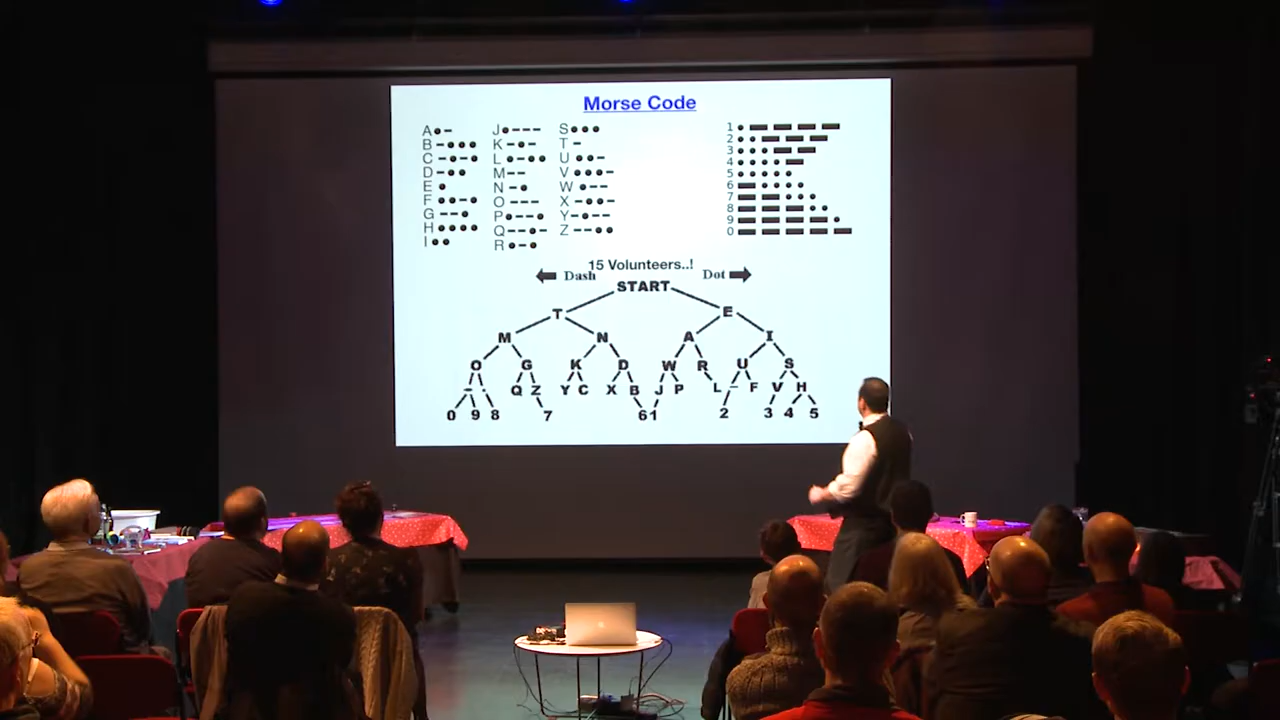 Morse Code
A●–
B–●●●
C–●–●
D–●●
E●
F●●–●
G––●
H●●●●
I●●
J●–––
K–●–
L●–●●
M––
N–●
O–––
P●––●
Q––●–
R●–●
S●●●
T–
U●●–
V●●●–
W●––
X–●●–
Y–●––
Z––●●
1●––––
2●●–––
3●●●––
4●●●●–
5●●●●●
6–●●●●
7––●●●
8–––●●
9––––●
0–––––
15 Volunteers..!
Dash Dot
START
T E
M N A I
O G K D W R U S
– · Q Z Y C X B J P L – F V H
0 9 8 7 6 1 2 3 4 5